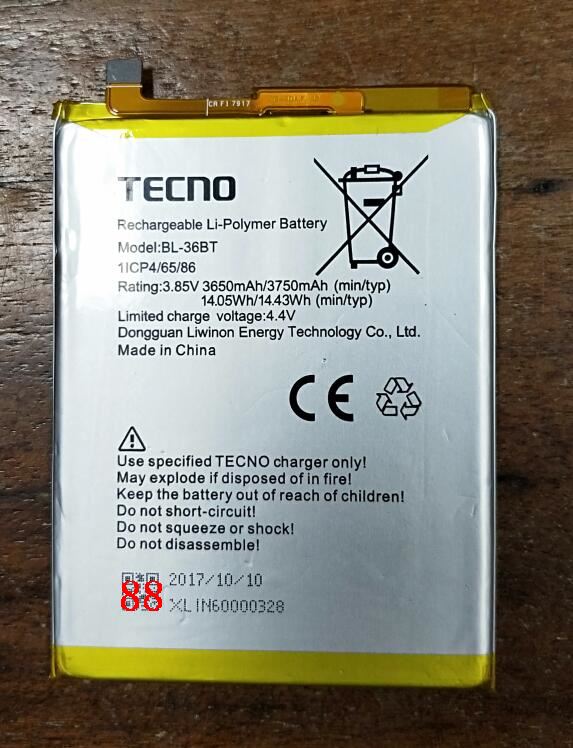 CR F1 7917
TECNO
Rechargeable Li-Polymer Battery
Model:BL-36BT
1ICP4/65/86
Rating:3.85V 3650mAh/3750mAh (min/typ)
14.05Wh/14.43Wh (min/typ)
Limited charge voltage:4.4V
Dongguan Liwinon Energy Technology Co., Ltd.
Made in China
CE
Use specified TECNO charger only!
May explode if disposed of in fire!
Keep the battery out of reach of children!
Do not short-circuit!
Do not squeeze or shock!
Do not disassemble!
2017/10/10
88
XLIN60000328